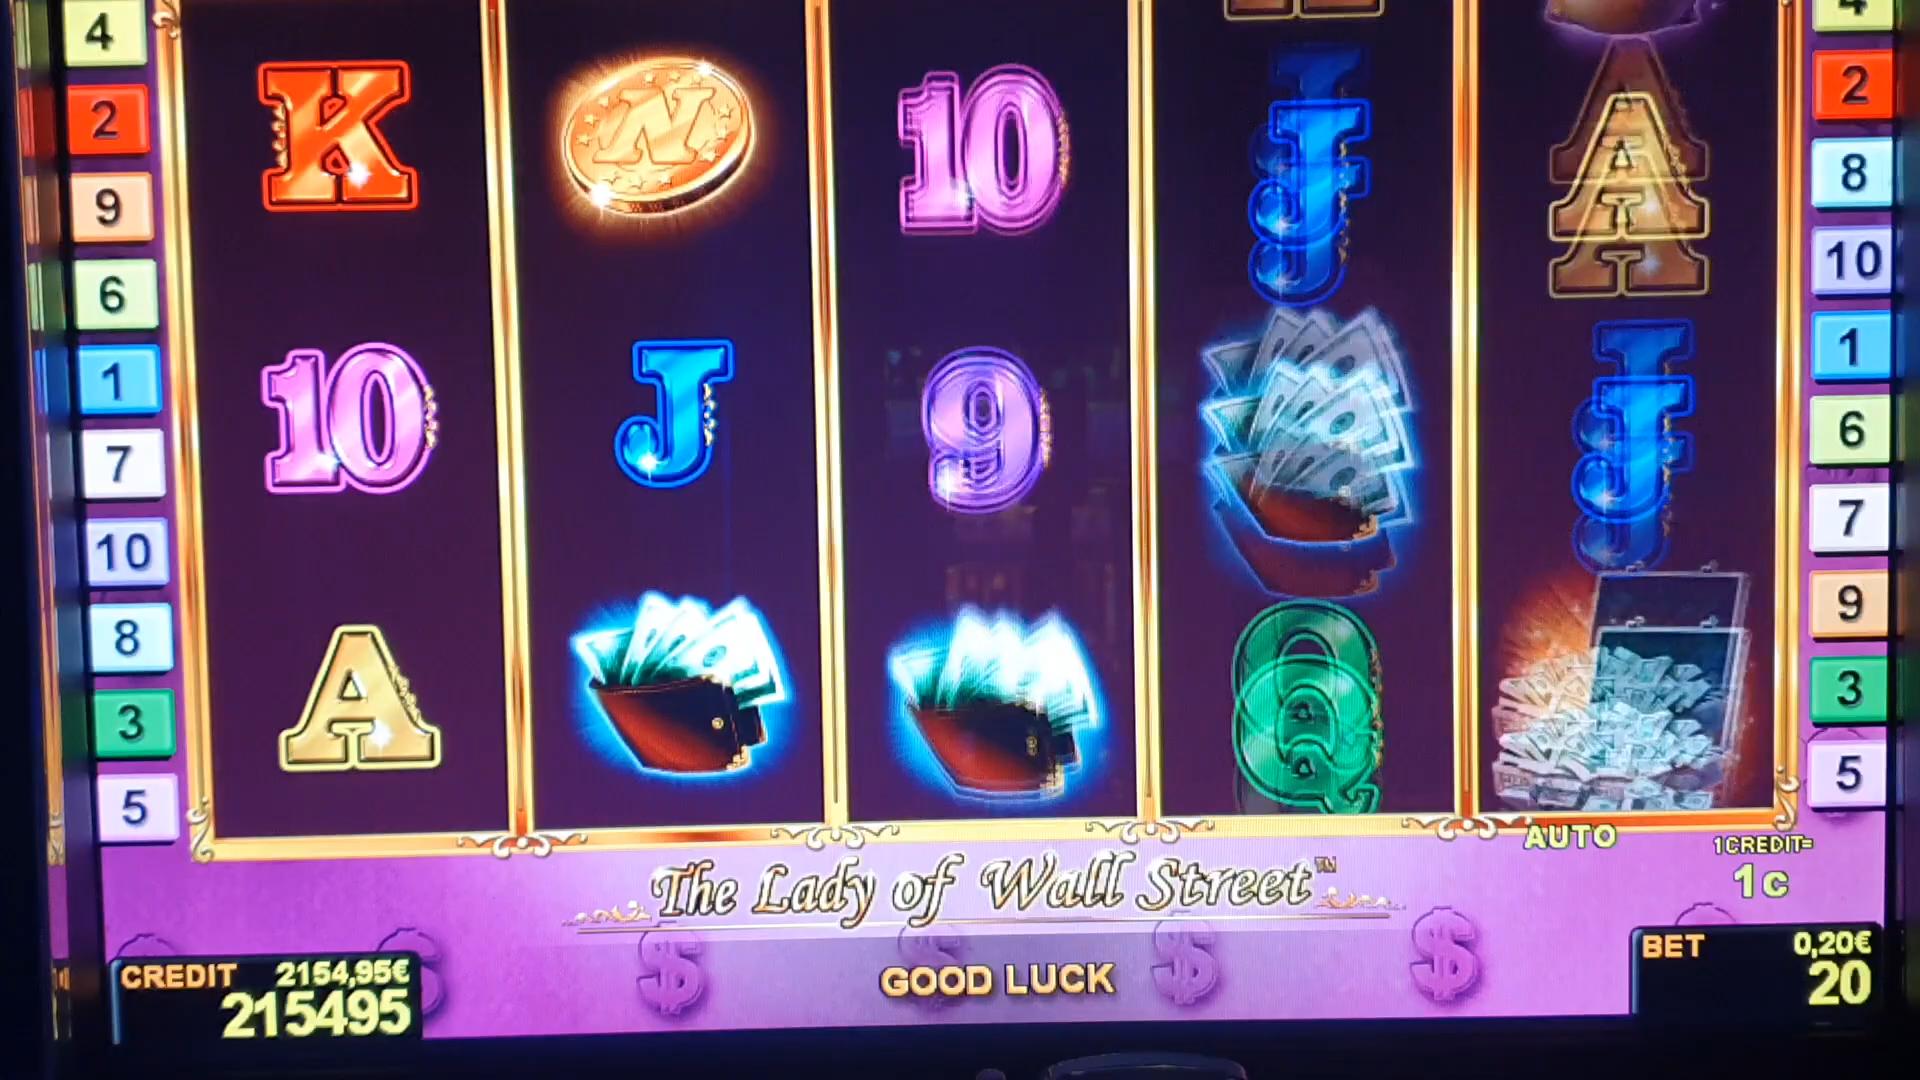 4
2
9
6
1
7
10
8
3
5
K
N
10
J
A
10
J
9
J
A
Q
4
2
8
10
1
6
7
9
3
5
The Lady of Wall Street™
AUTO
1CREDIT=
1c
CREDIT 2154,95€
215495
GOOD LUCK
BET 0,20€
20